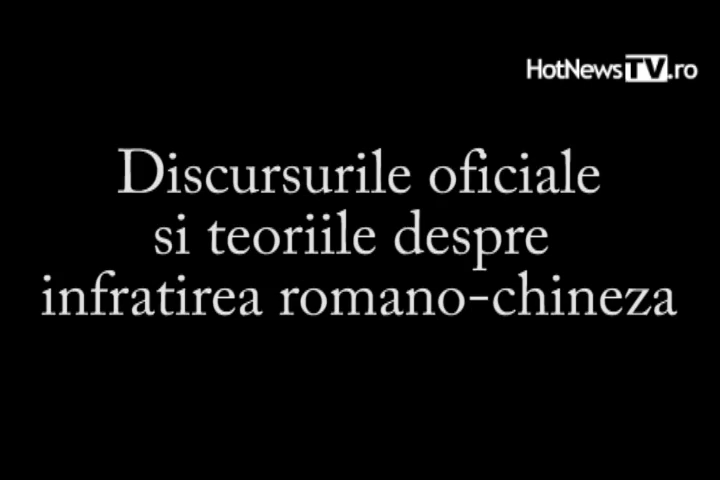 HotNewsTV.ro
Discursurile oficiale
si teoriile despre
infratirea romano-chineza